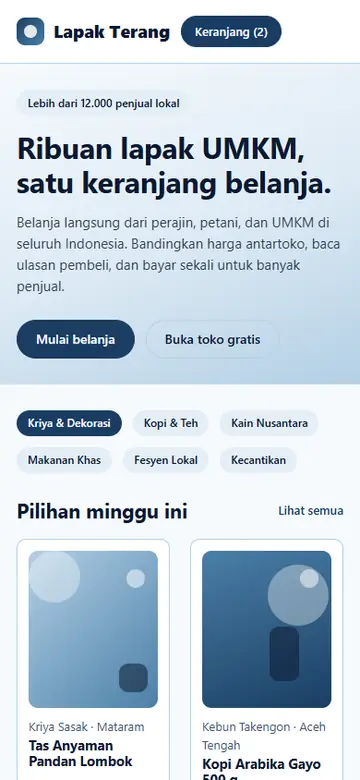 Lapak Terang
Keranjang (2)
Lebih dari 12.000 penjual lokal
Ribuan lapak UMKM,
satu keranjang belanja.
Belanja langsung dari perajin, petani, dan UMKM di
seluruh Indonesia. Bandingkan harga antartoko, baca
ulasan pembeli, dan bayar sekali untuk banyak
penjual.
Mulai belanja
Buka toko gratis
Kriya & Dekorasi
Kopi & Teh
Kain Nusantara
Makanan Khas
Fesyen Lokal
Kecantikan
Pilihan minggu ini
Lihat semua
Kriya Sasak · Mataram
Tas Anyaman
Pandan Lombok
Kebun Takengon · Aceh
Tengah
Kopi Arabika Gayo
500 g